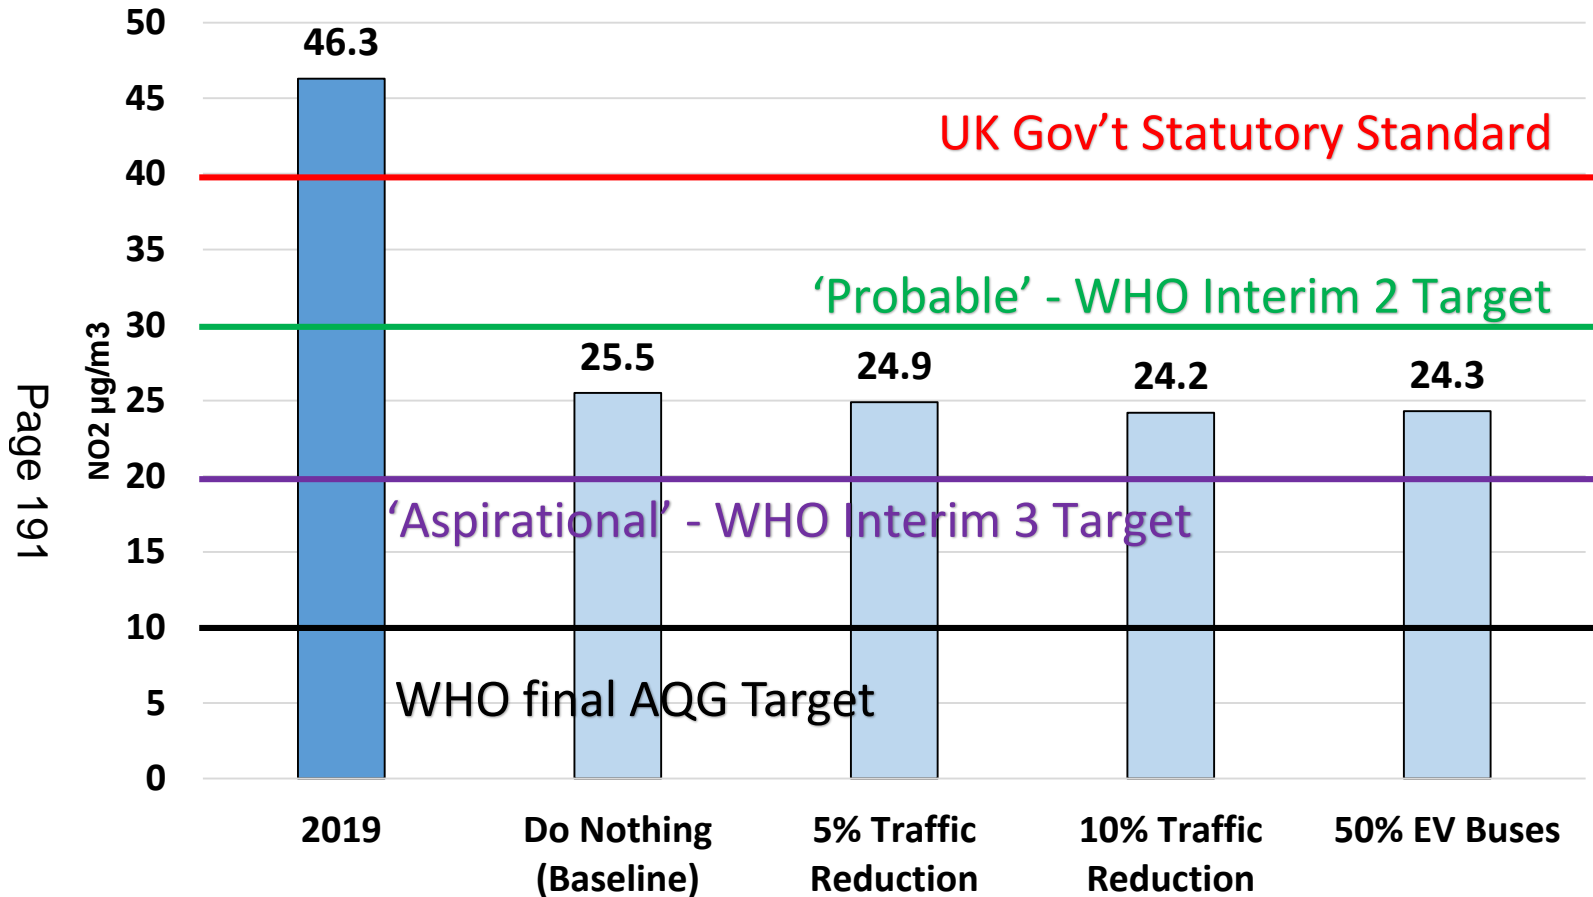 50
46.3
45
UK Gov’t Statutory Standard
40
35
‘Probable’ - WHO Interim 2 Target
30
25.5
24.9
24.2
24.3
25
20
‘Aspirational’ - WHO Interim 3 Target
15
10
WHO final AQG Target
5
0
NO2 µg/m3
Page 191
2019
Do Nothing
(Baseline)
5% Traffic
Reduction
10% Traffic
Reduction
50% EV Buses